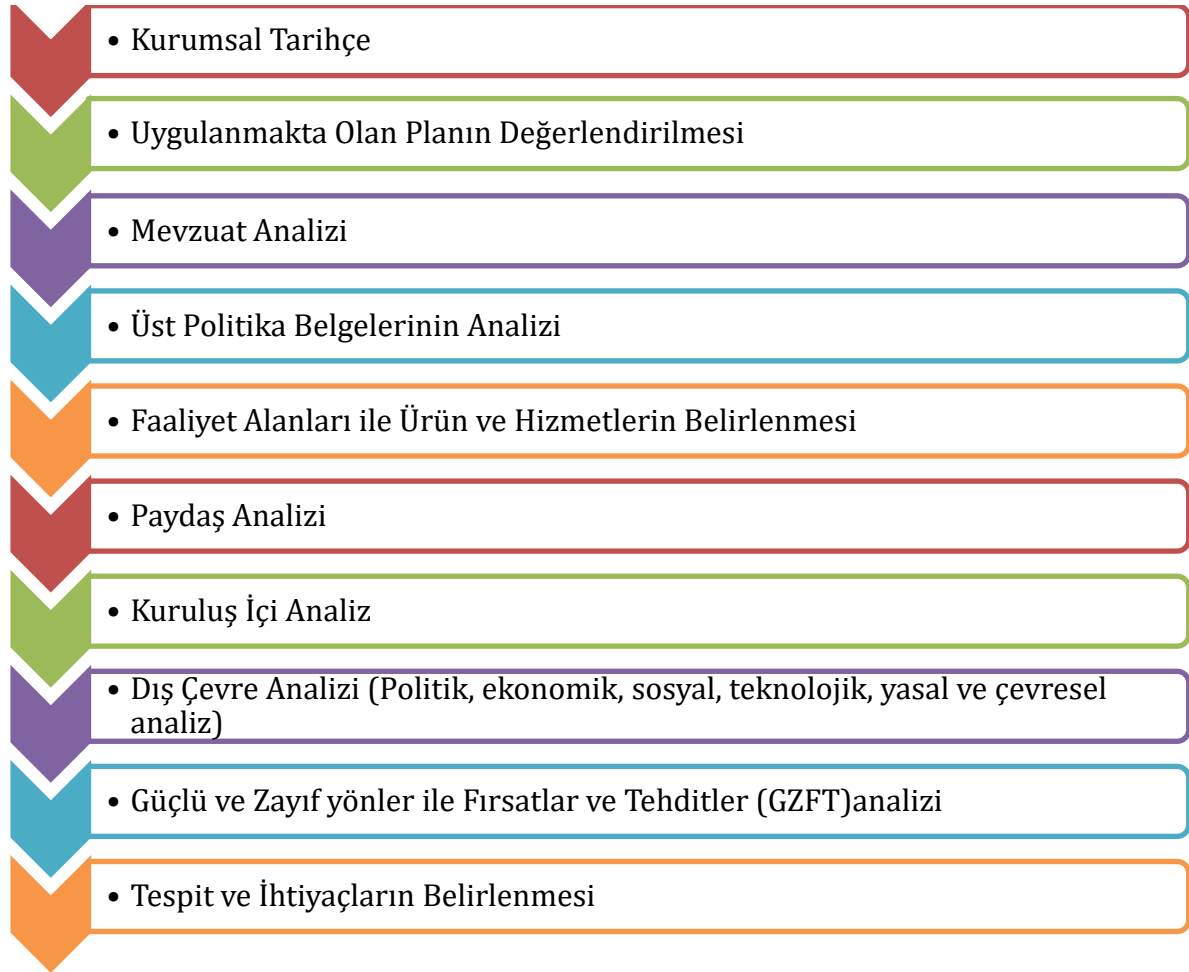 • Kurumsal Tarihçe
• Uygulanmakta Olan Planın Değerlendirilmesi
• Mevzuat Analizi
• Üst Politika Belgelerinin Analizi
• Faaliyet Alanları ile Ürün ve Hizmetlerin Belirlenmesi
• Paydaş Analizi
• Kuruluş İçi Analiz
• Dış Çevre Analizi (Politik, ekonomik, sosyal, teknolojik, yasal ve çevresel
analiz)
• Güçlü ve Zayıf yönler ile Fırsatlar ve Tehditler (GZFT)analizi
• Tespit ve İhtiyaçların Belirlenmesi